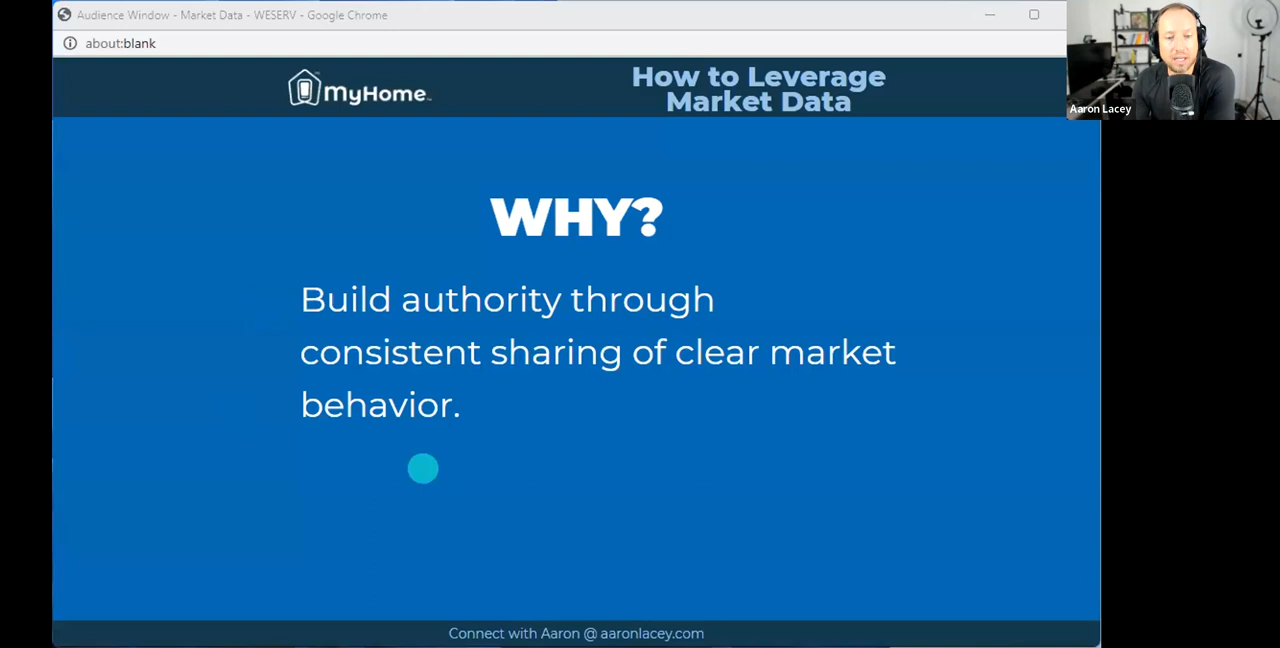 Audience Window - Market Data - WESERV - Google Chrome
about:blank
MyHome
How to Leverage
Market Data
Aaron Lacey
WHY?
Build authority through
consistent sharing of clear market
behavior.
Connect with Aaron @ aaronlacey.com